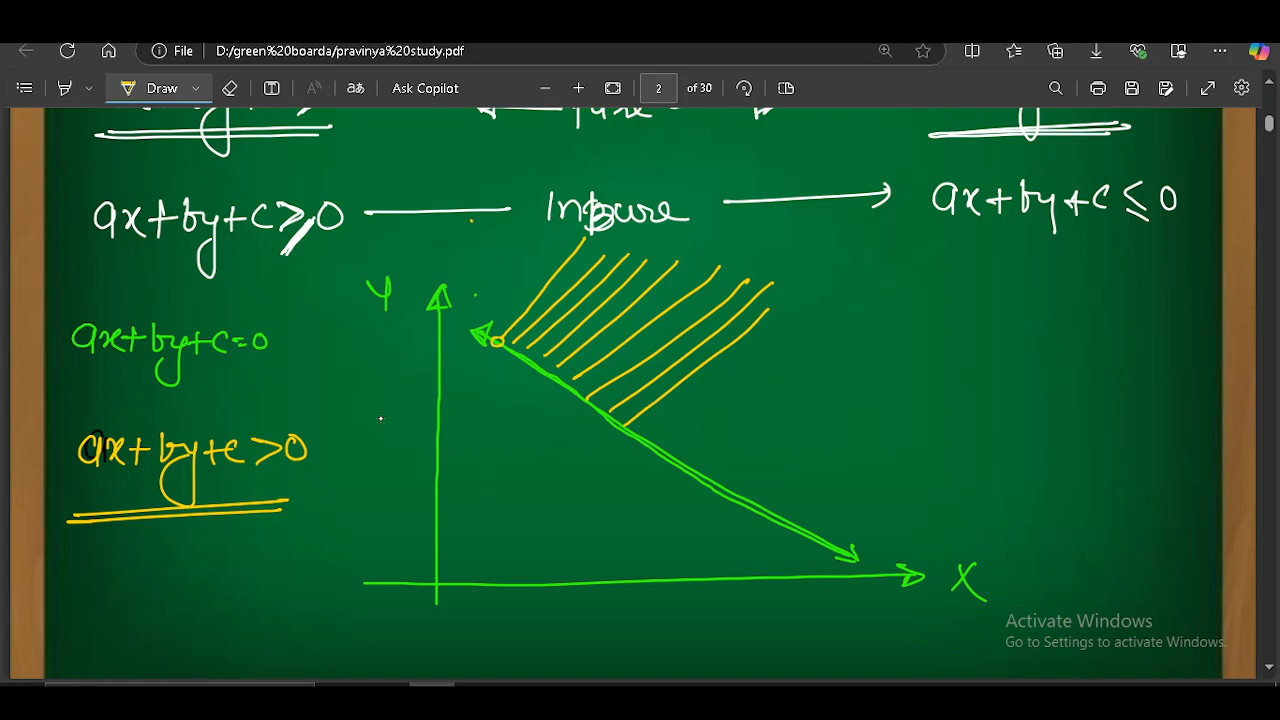 File D:/green%20boarda/pravinya%20study.pdf
Draw Ask Copilot 2 of 30
ax+by+c≥0 ax+by+c≤0
Y
ax+by+c=0
ax+by+c>0
X
Activate Windows
Go to Settings to activate Windows.